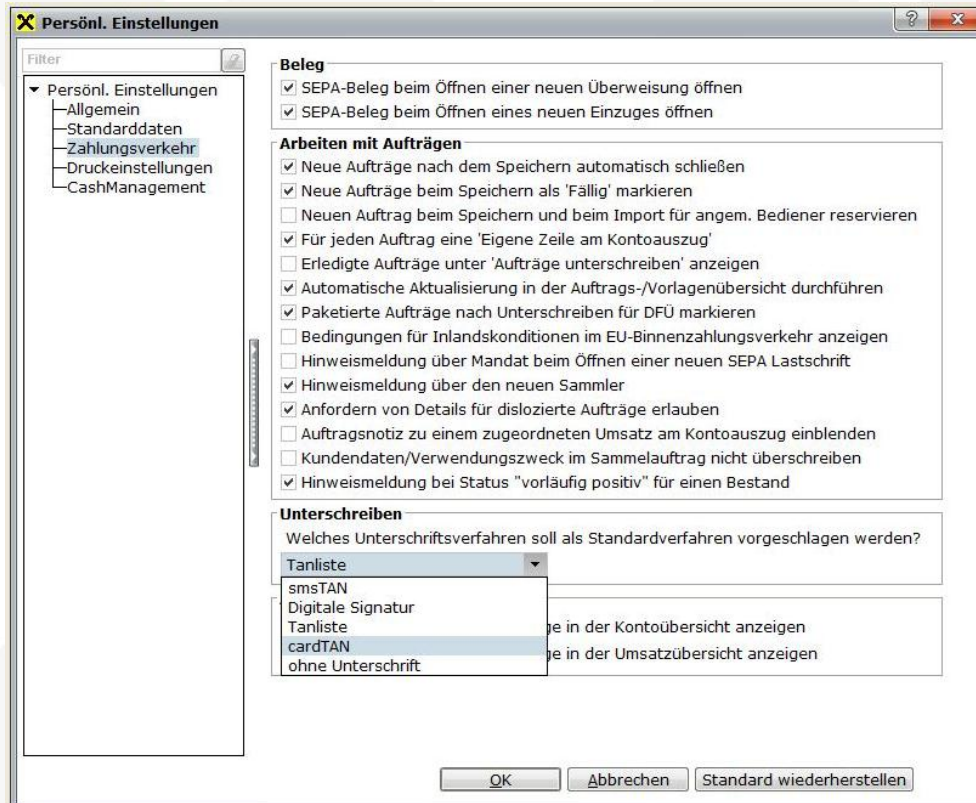 Persönl. Einstellungen
Filter
Persönl. Einstellungen
Allgemein
Standarddaten
Zahlungsverkehr
Druckeinstellungen
CashManagement
Beleg
SEPA-Beleg beim Öffnen einer neuen Überweisung öffnen
SEPA-Beleg beim Öffnen eines neuen Einzuges öffnen
Arbeiten mit Aufträgen
Neue Aufträge nach dem Speichern automatisch schließen
Neue Aufträge beim Speichern als 'Fällig' markieren
Neuen Auftrag beim Speichern und beim Import für angem. Bediener reservieren
Für jeden Auftrag eine 'Eigene Zeile am Kontoauszug'
Erledigte Aufträge unter 'Aufträge unterschreiben' anzeigen
Automatische Aktualisierung in der Auftrags-/Vorlagenübersicht durchführen
Paketierte Aufträge nach Unterschreiben für DFÜ markieren
Bedingungen für Inlandskonditionen im EU-Binnenzahlungsverkehr anzeigen
Hinweismeldung über Mandat beim Öffnen einer neuen SEPA Lastschrift
Hinweismeldung über den neuen Sammler
Anfordern von Details für dislozierte Aufträge erlauben
Auftragsnotiz zu einem zugeordneten Umsatz am Kontoauszug einblenden
Kundendaten/Verwendungszweck im Sammelauftrag nicht überschreiben
Hinweismeldung bei Status "vorläufig positiv" für einen Bestand
Unterschreiben
Welches Unterschriftsverfahren soll als Standardverfahren vorgeschlagen werden?
Tanliste
smsTAN
Digitale Signatur
Tanliste
cardTAN
ohne Unterschrift
in der Kontoübersicht anzeigen
in der Umsatzübersicht anzeigen
OK
Abbrechen
Standard wiederherstellen